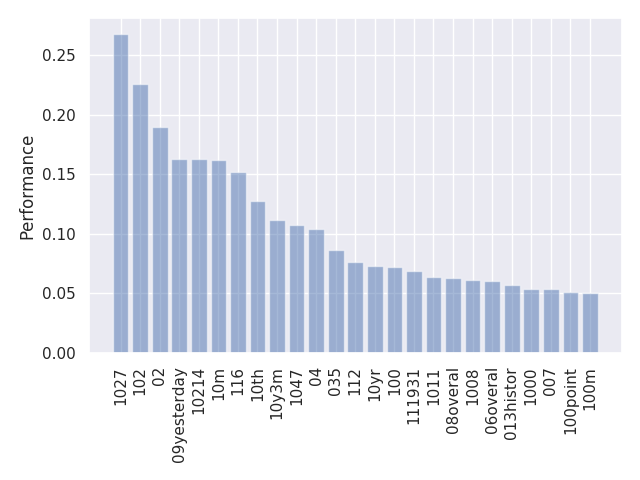 Performance
0.25
0.20
0.15
0.10
0.05
0.00
1027
102
02
09yesterday
10214
10m
116
10th
10y3m
1047
04
035
112
10yr
100
111931
1011
08overal
1008
06overal
013histor
1000
007
100point
100m